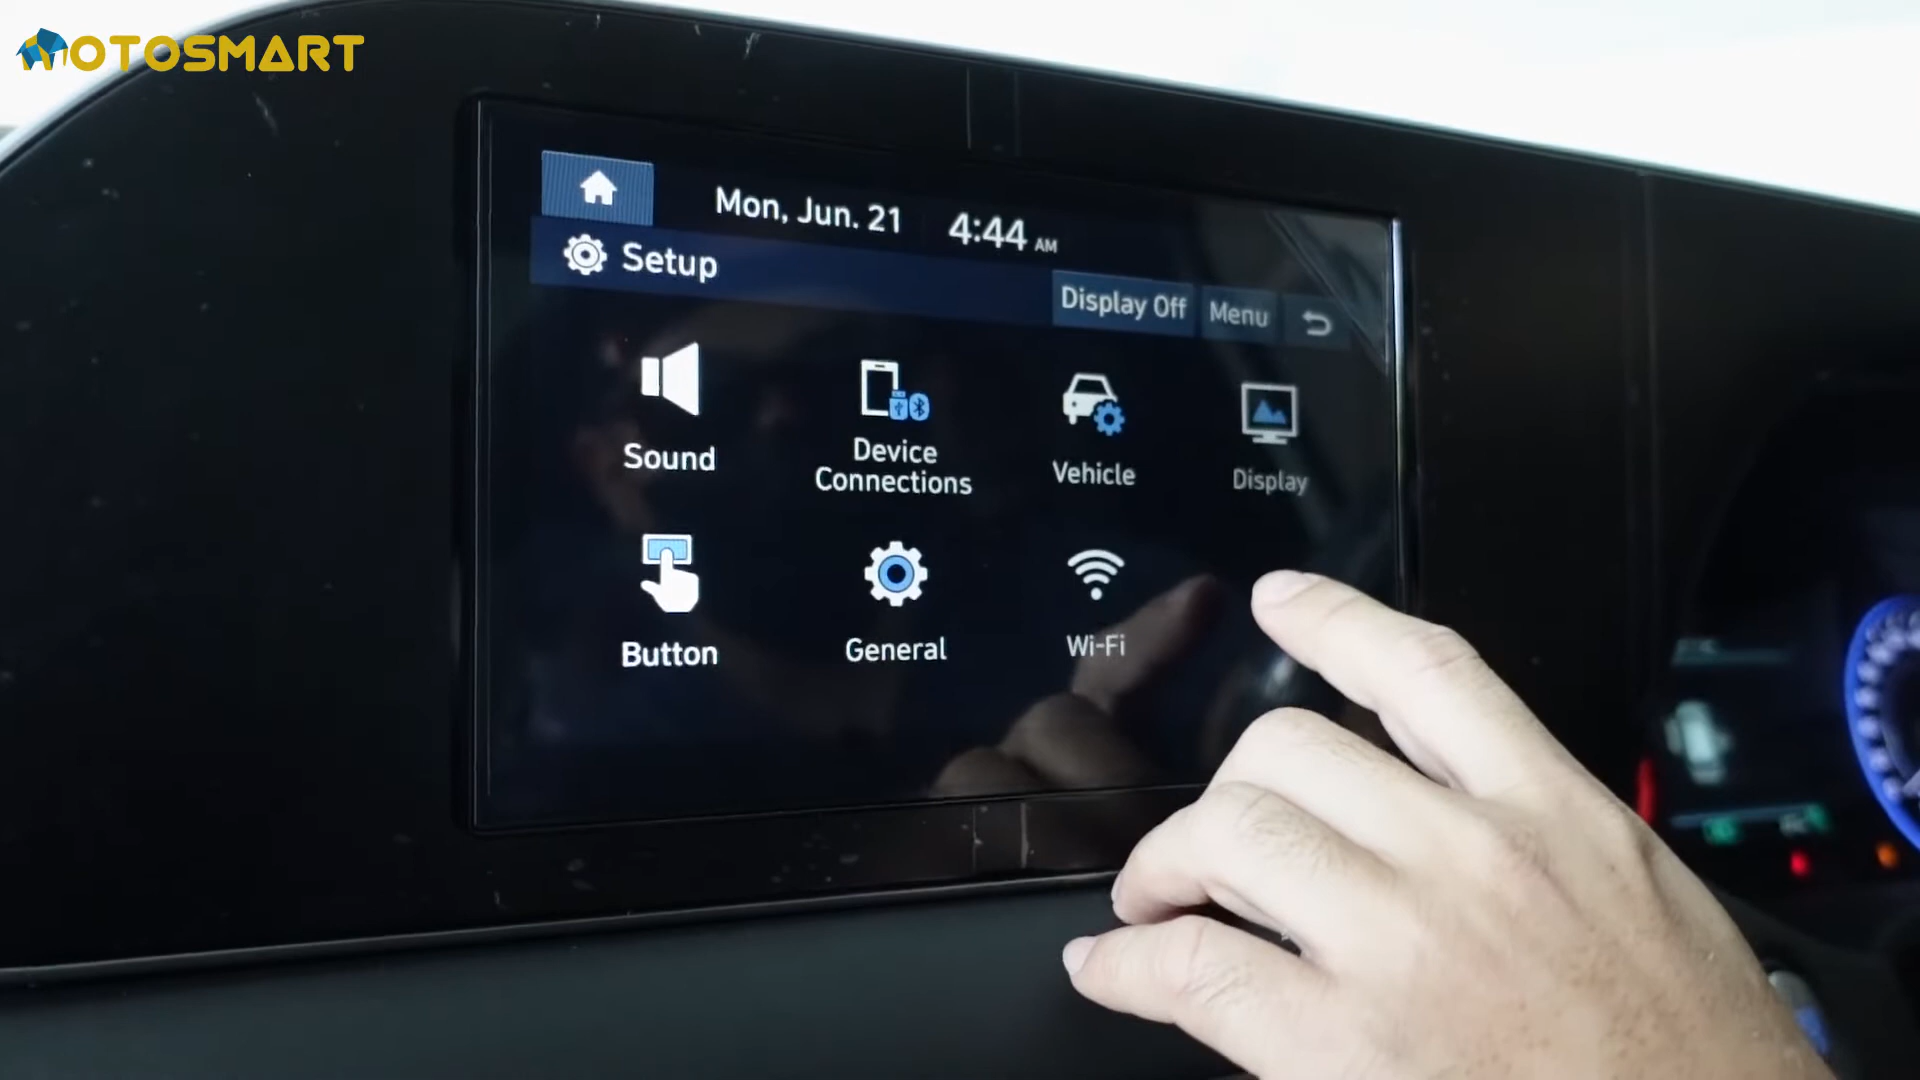 MOTOSMART
Mon, Jun. 21
4:44 AM
Setup
Display Off
Menu
Sound
Device
Connections
Vehicle
Display
Button
General
Wi-Fi